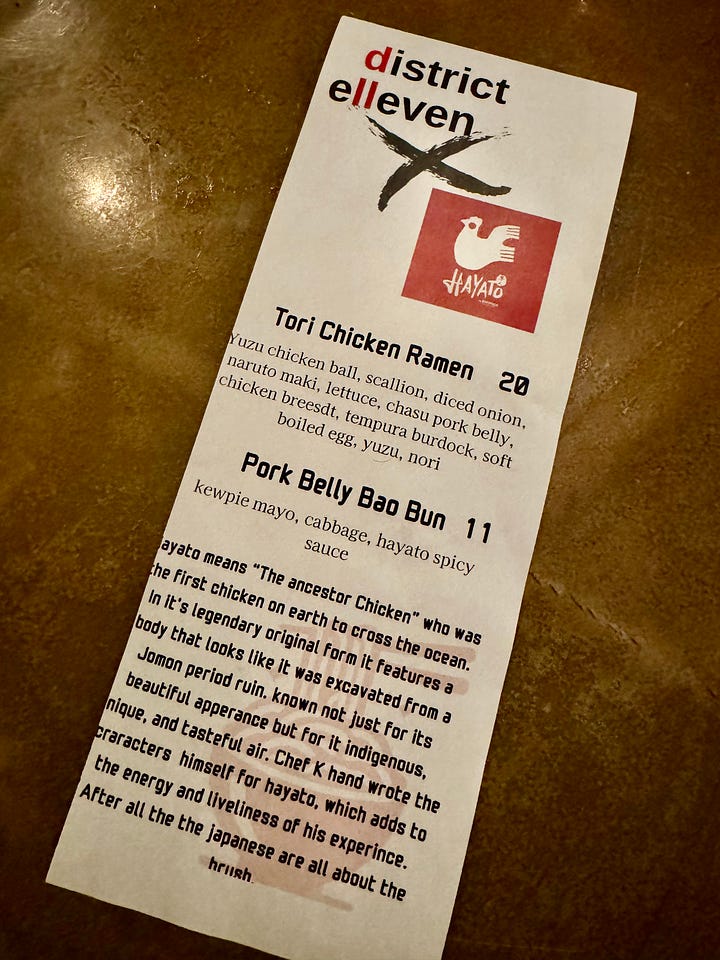 district
elleven
HAYATO
Tori Chicken Ramen 20
Yuzu chicken ball, scallion, diced onion,
naruto maki, lettuce, chasu pork belly,
chicken breesdt, tempura burdock, soft
boiled egg, yuzu, nori
Pork Belly Bao Bun 11
kewpie mayo, cabbage, hayato spicy
sauce
ayato means "The ancestor Chicken" who was
the first chicken on earth to cross the ocean.
In it's legendary original form it features a
body that looks like it was excavated from a
Jomon period ruin. known not just for its
beautiful apperance but for it indigenous,
nique, and tasteful air. Chef K hand wrote the
craracters himself for hayato, which adds to
the energy and liveliness of his experince.
After all the the japanese are all about the
brush.